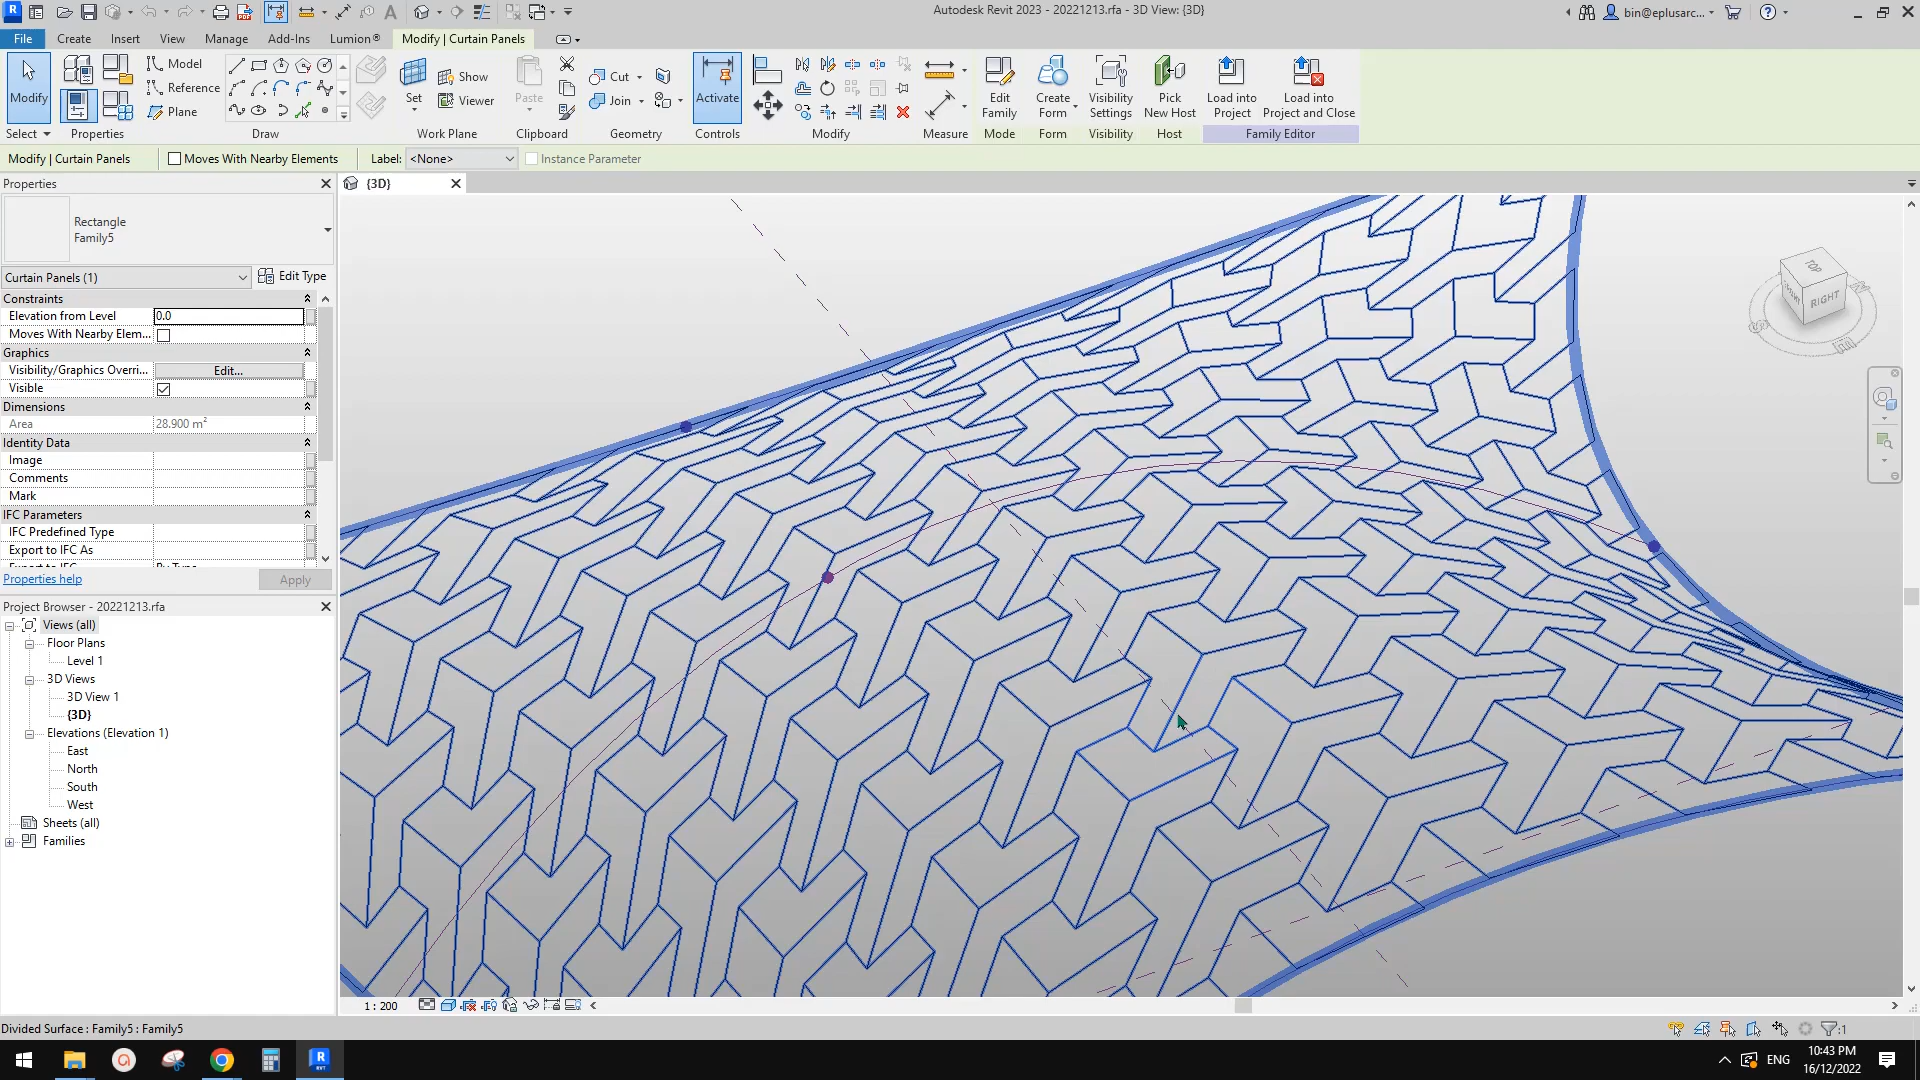 Autodesk Revit 2023 - 20221213.rfa - 3D View: {3D}
bin@eplusarc...
File
Create
Insert
View
Manage
Add-Ins
Lumion®
Modify | Curtain Panels
Modify
Model
Reference
Plane
Set
Show
Viewer
Paste
Cut
Join
Activate
Edit
Family
Create
Form
Visibility
Settings
Pick
New Host
Load into
Project
Load into
Project and Close
Select
Properties
Draw
Work Plane
Clipboard
Geometry
Controls
Modify
Measure
Mode
Form
Visibility
Host
Family Editor
Modify | Curtain Panels
Moves With Nearby Elements
Label:
<None>
Instance Parameter
Properties
{3D}
Rectangle
Family5
Curtain Panels (1)
Edit Type
Constraints
Elevation from Level
0.0
Moves With Nearby Elem...
Graphics
Visibility/Graphics Overri...
Edit...
Visible
Dimensions
Area
28.900 m²
Identity Data
Image
Comments
Mark
IFC Parameters
IFC Predefined Type
Export to IFC As
Properties help
Apply
Project Browser - 20221213.rfa
Views (all)
Floor Plans
Level 1
3D Views
3D View 1
{3D}
Elevations (Elevation 1)
East
North
South
West
Sheets (all)
Families
TOP
RIGHT
1 : 200
Divided Surface : Family5 : Family5
:1
ENG
10:43 PM
16/12/2022